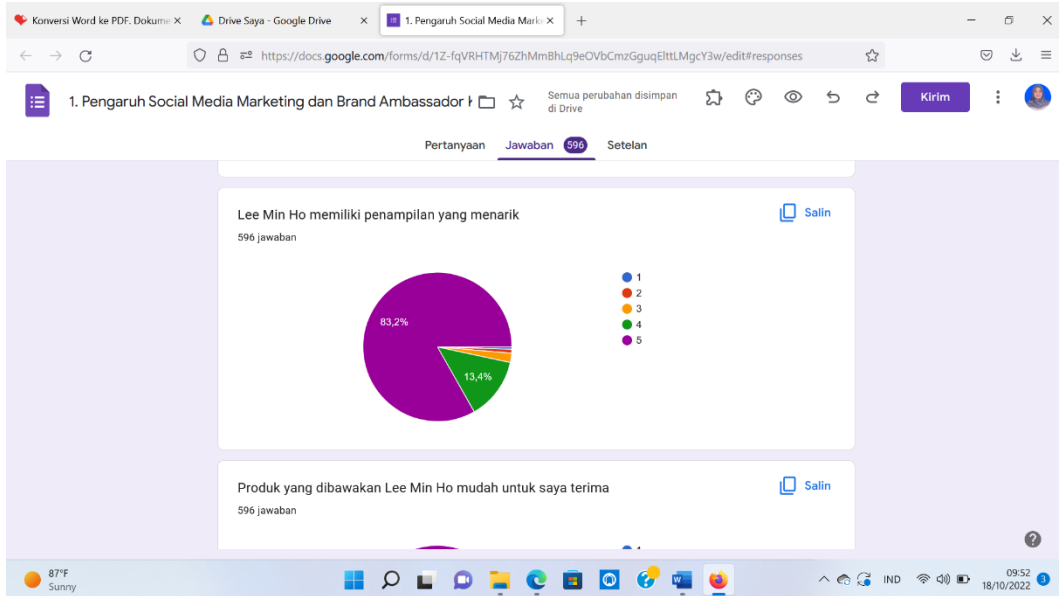 Konversi Word ke PDF. Dokume
Drive Saya - Google Drive
1. Pengaruh Social Media Marke
https://docs.google.com/forms/d/1Z-fqVRHTMj76ZhMmBhLq9eOVbCmzGguqElttLMgcY3w/edit#responses
1. Pengaruh Social Media Marketing dan Brand Ambassador
Semua perubahan disimpan
di Drive
Kirim
Pertanyaan Jawaban 596 Setelan
Lee Min Ho memiliki penampilan yang menarik
Salin
596 jawaban
1
2
3
4
5
83,2%
13,4%
Produk yang dibawakan Lee Min Ho mudah untuk saya terima
Salin
596 jawaban
87°F
Sunny
IND
09:52
18/10/2022
3